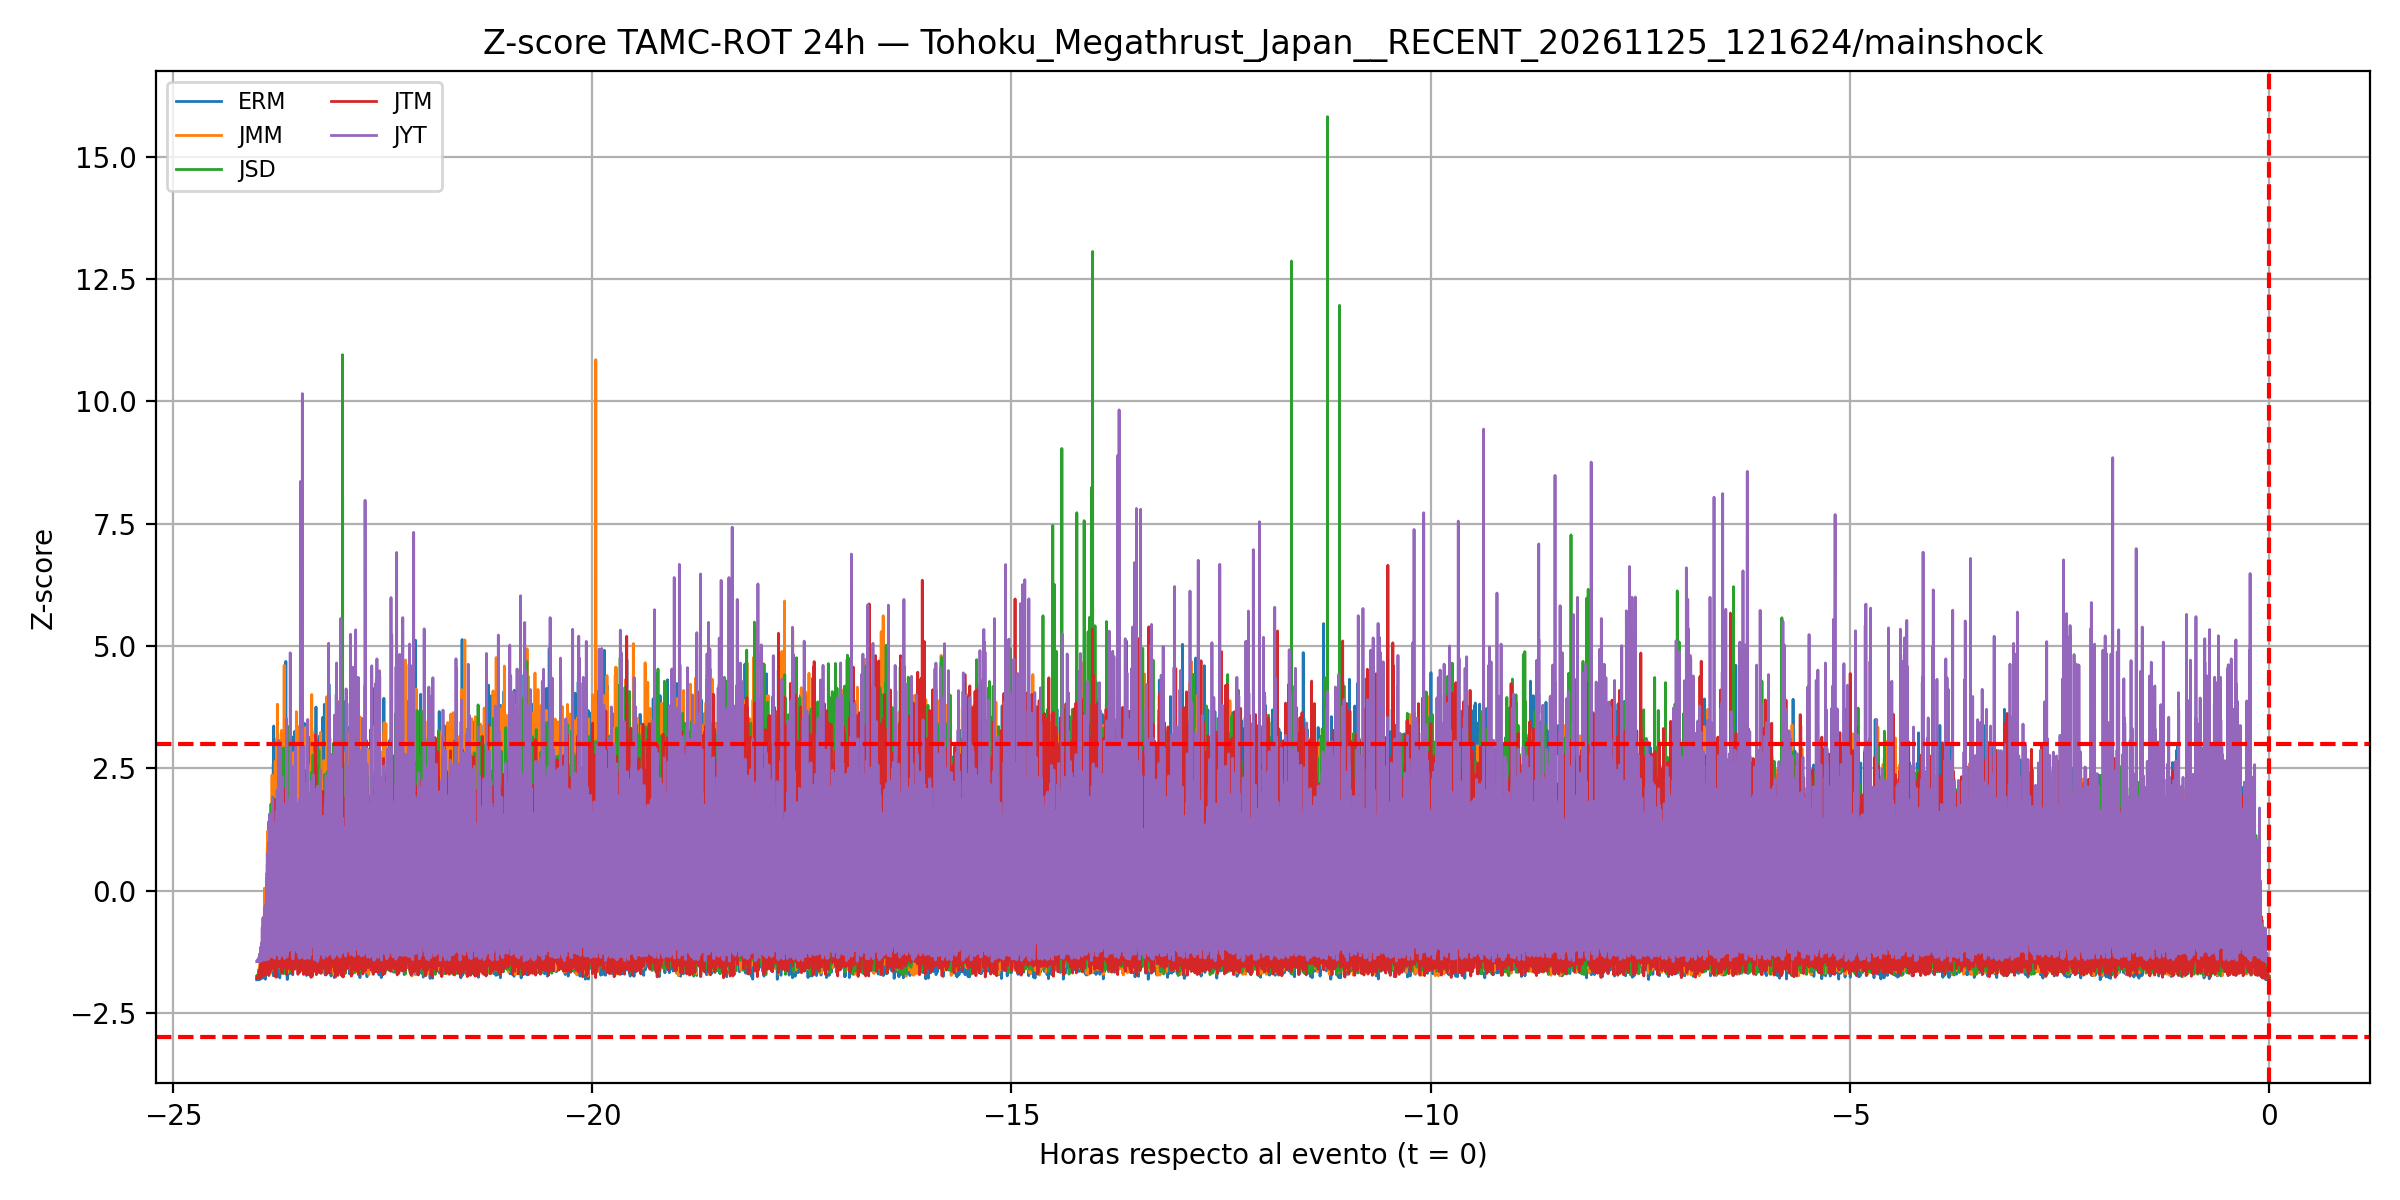 Z-score TAMC-ROT 24h — Tohoku_Megathrust_Japan__RECENT_20261125_121624/mainshock
ERM
JMM
JSD
JTM
JYT
Z-score
15.0
12.5
10.0
7.5
5.0
2.5
0.0
−2.5
−25
−20
−15
−10
−5
0
Horas respecto al evento (t = 0)